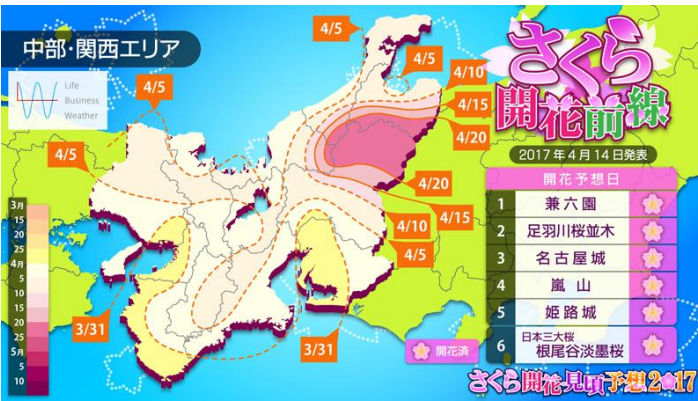 中部・関西エリア
Life
Business
Weather
さくら
開花前線
2017年4月14日発表
開花予想日
1 兼六園
2 足羽川桜並木
3 名古屋城
4 嵐山
5 姫路城
6 日本三大桜
根尾谷淡墨桜
4/5
4/5
4/5
4/5
4/10
4/15
4/20
4/20
4/15
4/10
4/5
3/31
3/31
3月
15
20
25
4月
5
10
15
20
25
5月
5
10
開花済
さくら開花見頃予想2017